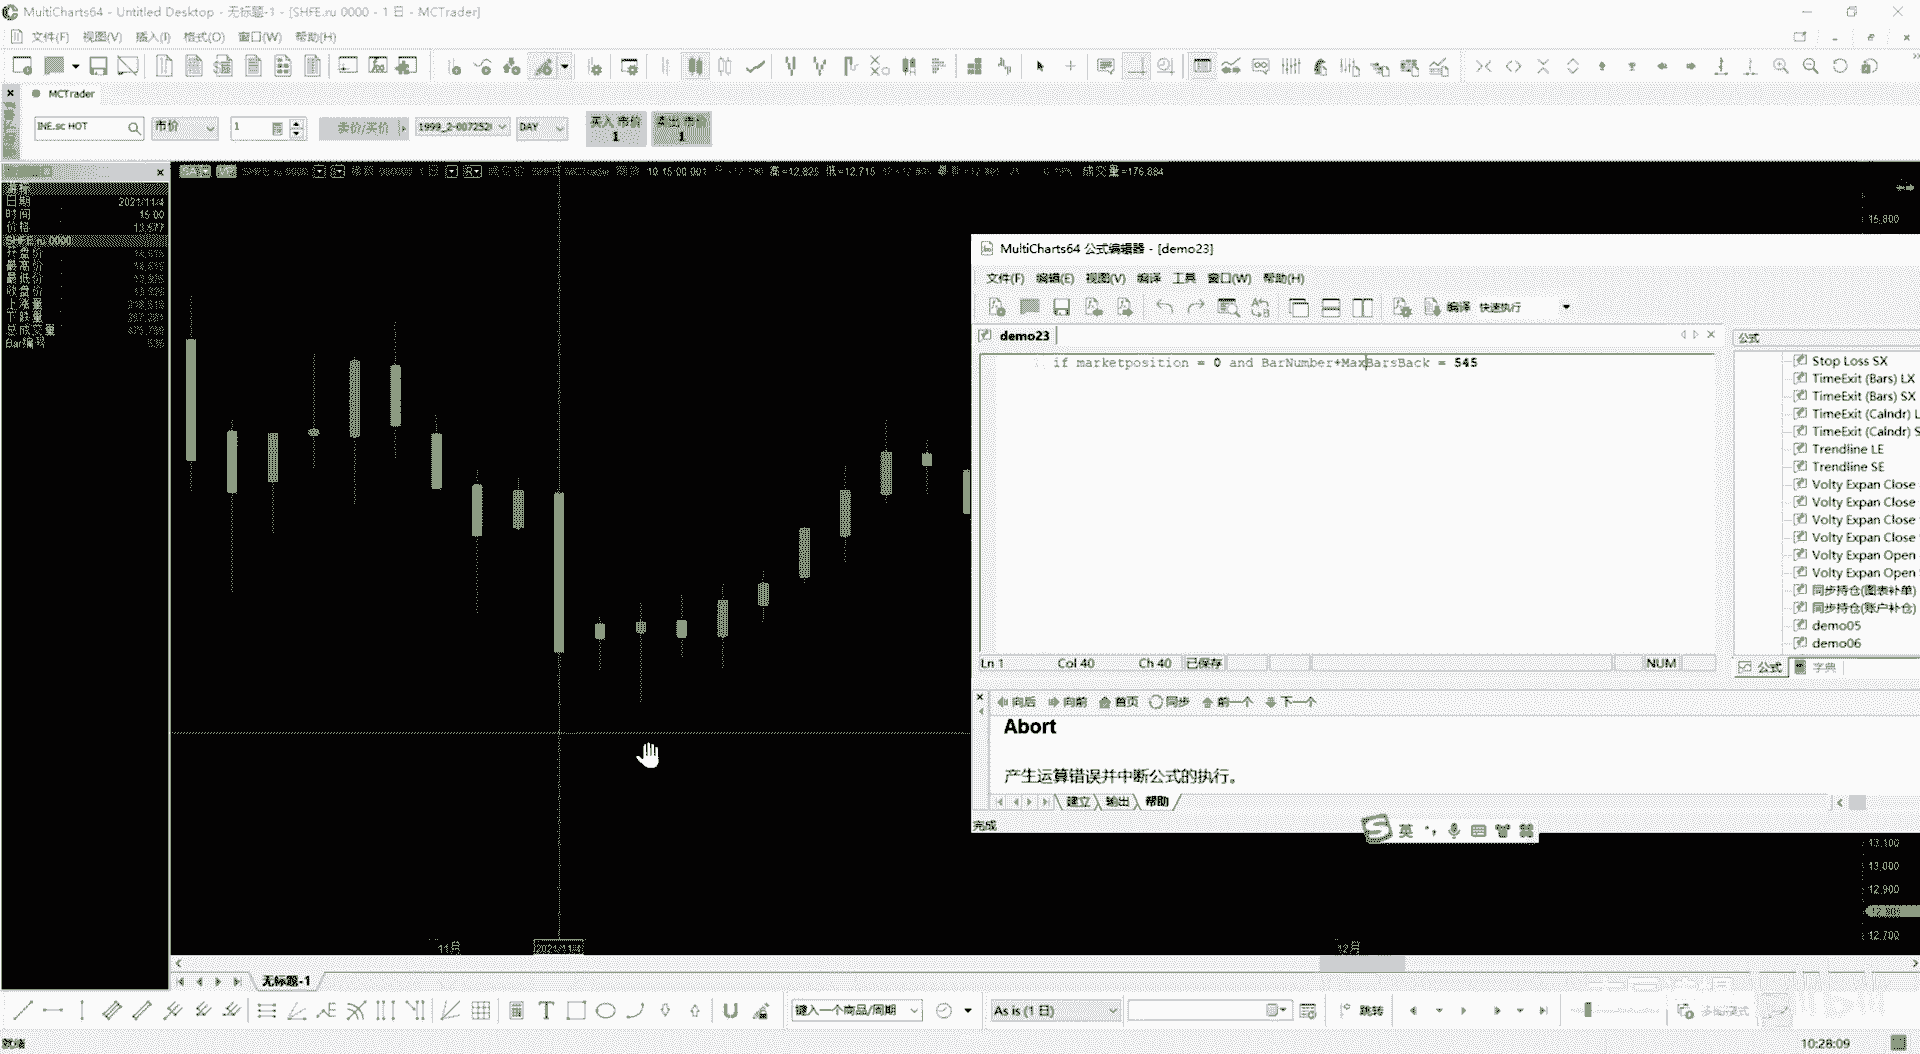 MultiCharts64 - Untitled Desktop - 无标题-1 - [SHFE.ru 0000 - 1 日 - MCTrader]
文件(F) 视图(V) 插入(I) 格式(O) 窗口(W) 帮助(H)
MCTrader
INE.sc HOT 市价 1 卖价/买价 DAY 买入 市价 1 卖出 市价 1
10 15:00:001 低=12,715 成交量=176,884
日期 2021/11/4
时间 15:00
价格
SHFE.ru 0000
开盘价
最高价
最低价
收盘价
上涨量
下跌量
总成交量
Bar编号
15,800
MultiCharts64 公式编辑器 - [demo23]
文件(F) 编辑(E) 视图(V) 编译 工具 窗口(W) 帮助(H)
编译 快速执行
demo23
公式
if marketposition = 0 and BarNumber+MaxBarsBack = 545
Stop Loss SX
TimeExit (Bars) LX
TimeExit (Bars) SX
TimeExit (Calndr) L
TimeExit (Calndr) S
Trendline LE
Trendline SE
Volty Expan Close
Volty Expan Close
Volty Expan Close
Volty Expan Close
Volty Expan Open
Volty Expan Open
同步持仓(图表补单)
同步持仓(账户补仓)
demo05
demo06
Ln 1 Col 40 Ch 40 已保存 NUM
公式 字典
向后 向前 首页 同步 前一个 下一个
Abort
产生运算错误并中断公式的执行。
建立 输出 帮助
完成
英
13,100
13,000
12,900
12,700
11月 2021/11/4 12月
无标题-1
键入一个商品/周期 As is (1 日) 跳转
就绪 10:28:09